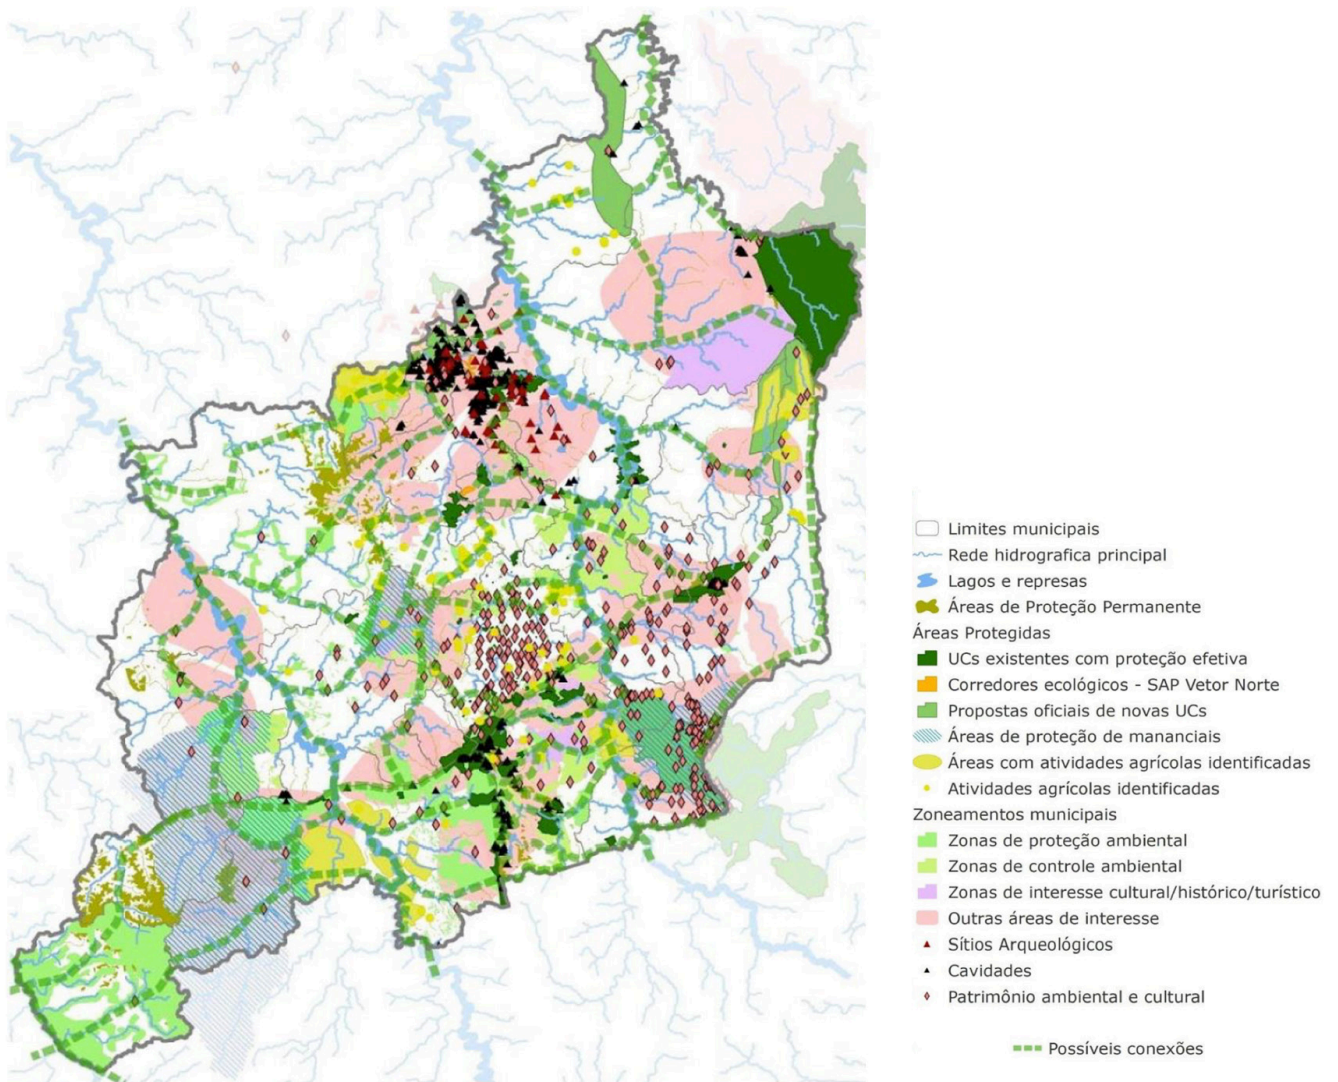 Limites municipais
Rede hidrografica principal
Lagos e represas
Áreas de Proteção Permanente
Áreas Protegidas
UCs existentes com proteção efetiva
Corredores ecológicos - SAP Vetor Norte
Propostas oficiais de novas UCs
Áreas de proteção de mananciais
Áreas com atividades agrícolas identificadas
Atividades agrícolas identificadas
Zoneamentos municipais
Zonas de proteção ambiental
Zonas de controle ambiental
Zonas de interesse cultural/histórico/turístico
Outras áreas de interesse
Sítios Arqueológicos
Cavidades
Patrimônio ambiental e cultural
Possíveis conexões